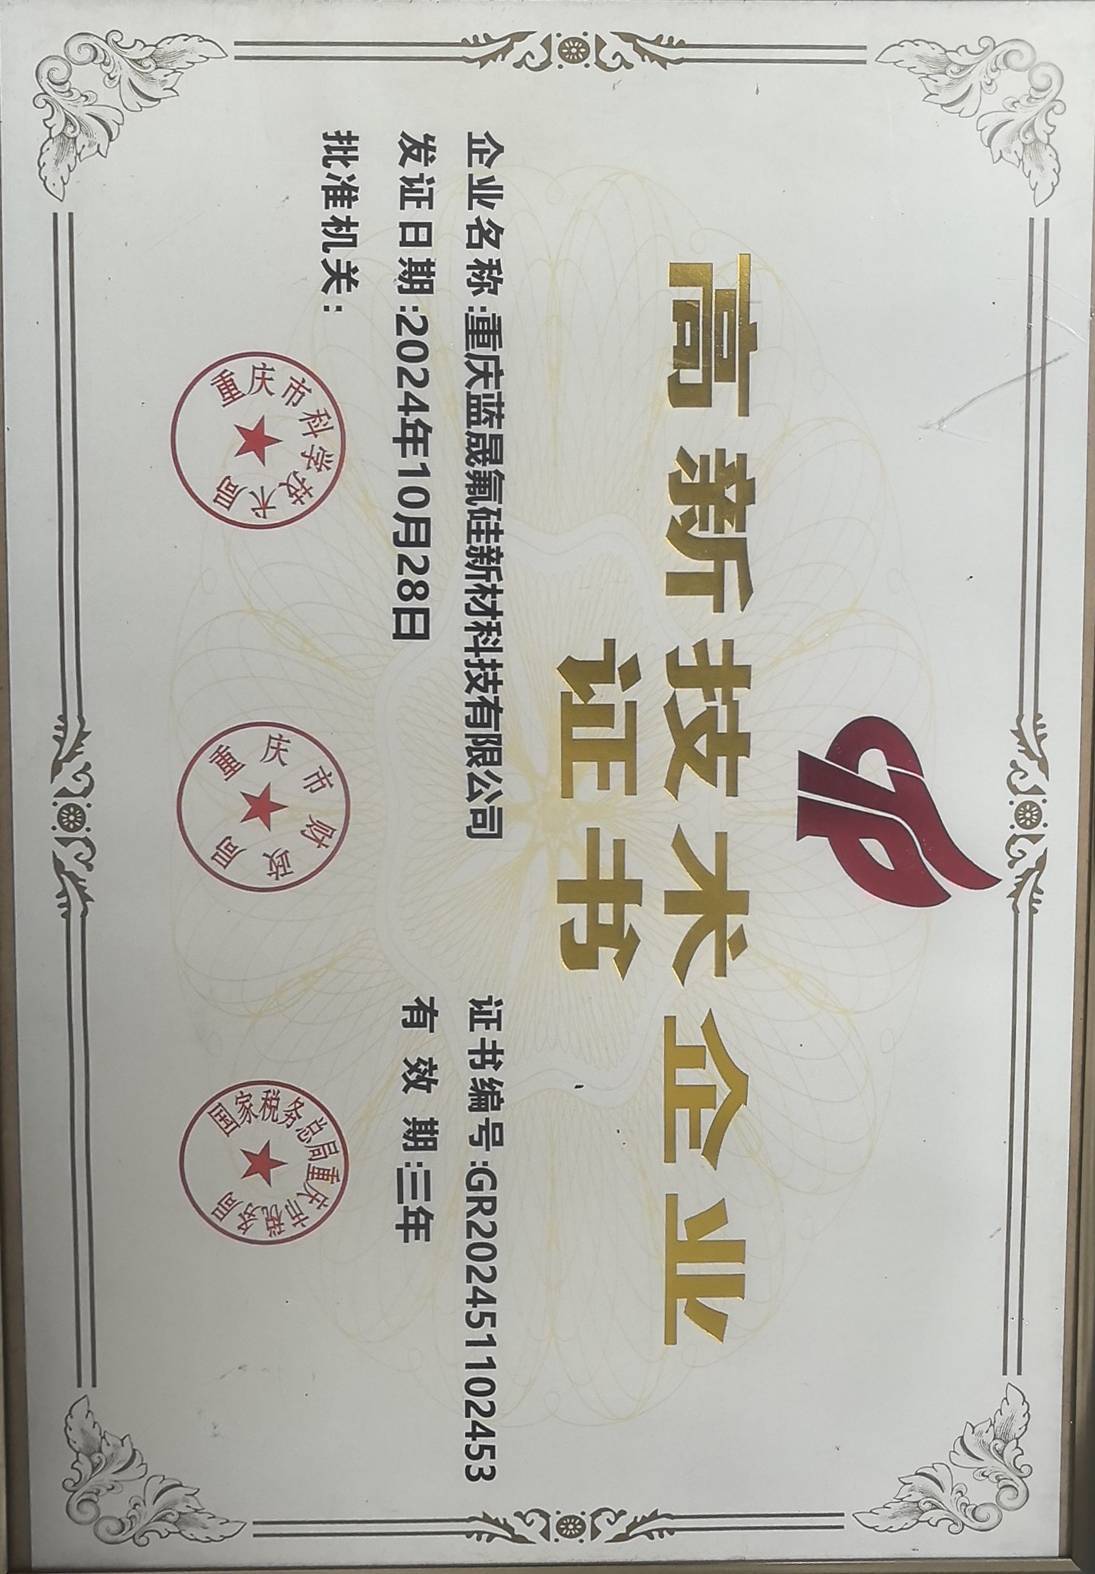 高新技术企业
证书
企业名称:重庆蓝晟氟硅新材科技有限公司
证书编号:GR202451102453
发证日期:2024年10月28日
有效期:三年
批准机关：
重庆市科学技术局
重庆市财政局
国家税务总局重庆市税务局